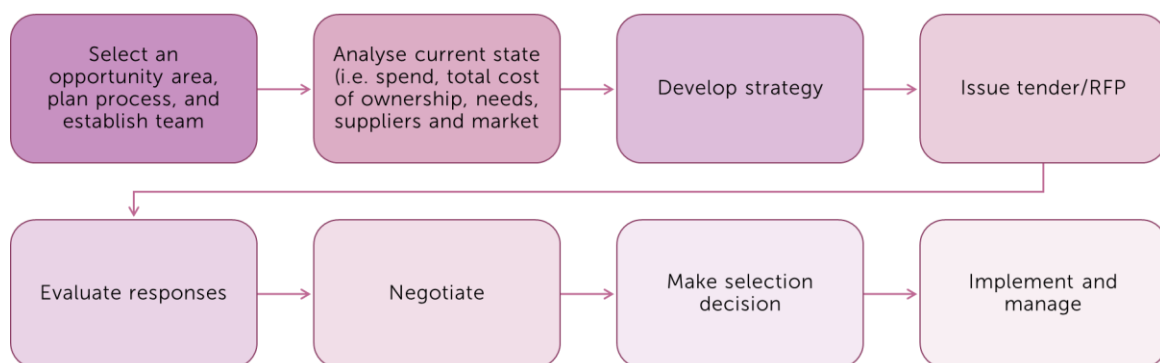 Select an
opportunity area,
plan process, and
establish team
Analyse current state
(i.e. spend, total cost
of ownership, needs,
suppliers and market
Develop strategy
Issue tender/RFP
Evaluate responses
Negotiate
Make selection
decision
Implement and
manage